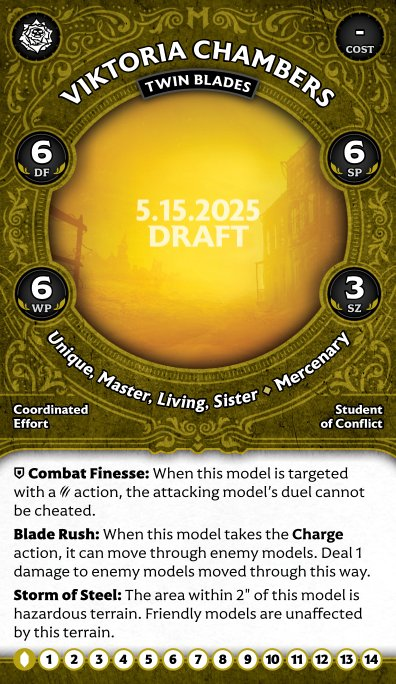 M
-
COST
VIKTORIA CHAMBERS
TWIN BLADES
6
DF
6
SP
5.15.2025
DRAFT
6
WP
3
SZ
Unique, Master, Living, Sister ♦ Mercenary
Coordinated
Effort
Student
of Conflict
Combat Finesse: When this model is targeted
with a action, the attacking model's duel cannot
be cheated.
Blade Rush: When this model takes the Charge
action, it can move through enemy models. Deal 1
damage to enemy models moved through this way.
Storm of Steel: The area within 2" of this model is
hazardous terrain. Friendly models are unaffected
by this terrain.
1 2 3 4 5 6 7 8 9 10 11 12 13 14